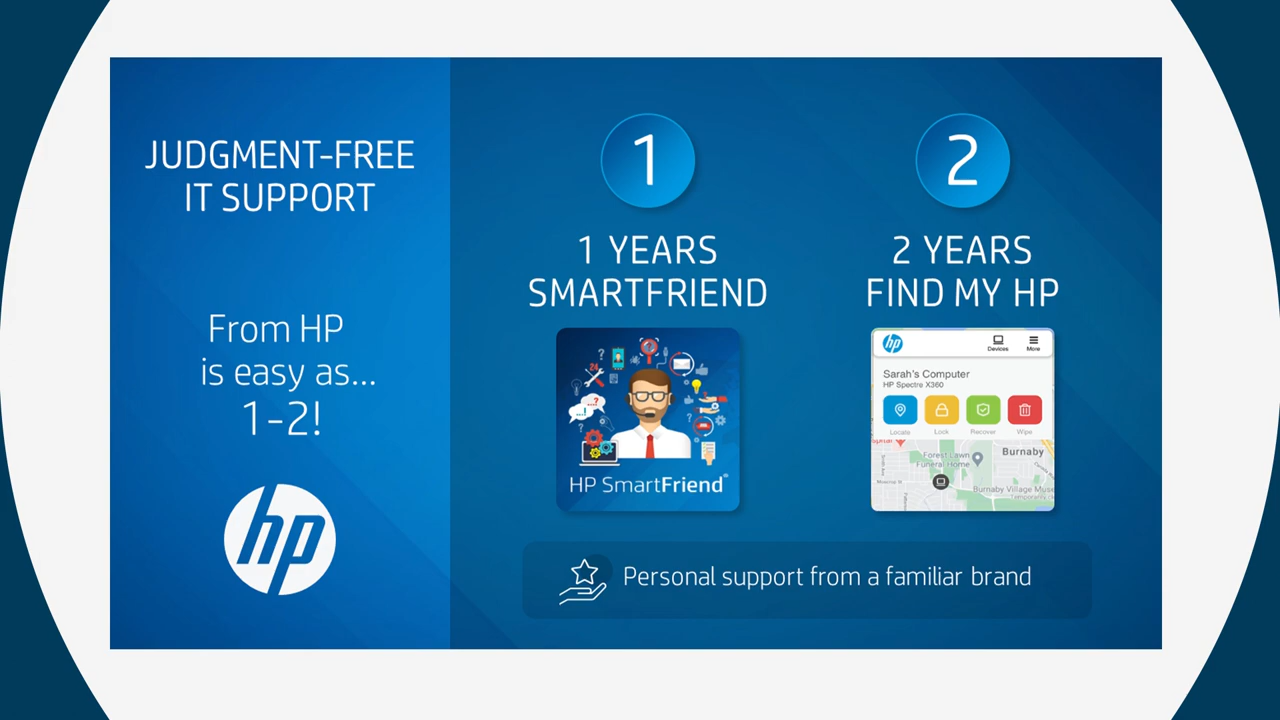 JUDGMENT-FREE
IT SUPPORT
From HP
is easy as...
1-2!
hp
1
1 YEARS
SMARTFRIEND
HP SmartFriend®
2
2 YEARS
FIND MY HP
hp
Devices
More
Sarah's Computer
HP Spectre X360
Locate
Lock
Recover
Wipe
Forest Lawn
Funeral Home
Burnaby
Burnaby Village
Personal support from a familiar brand